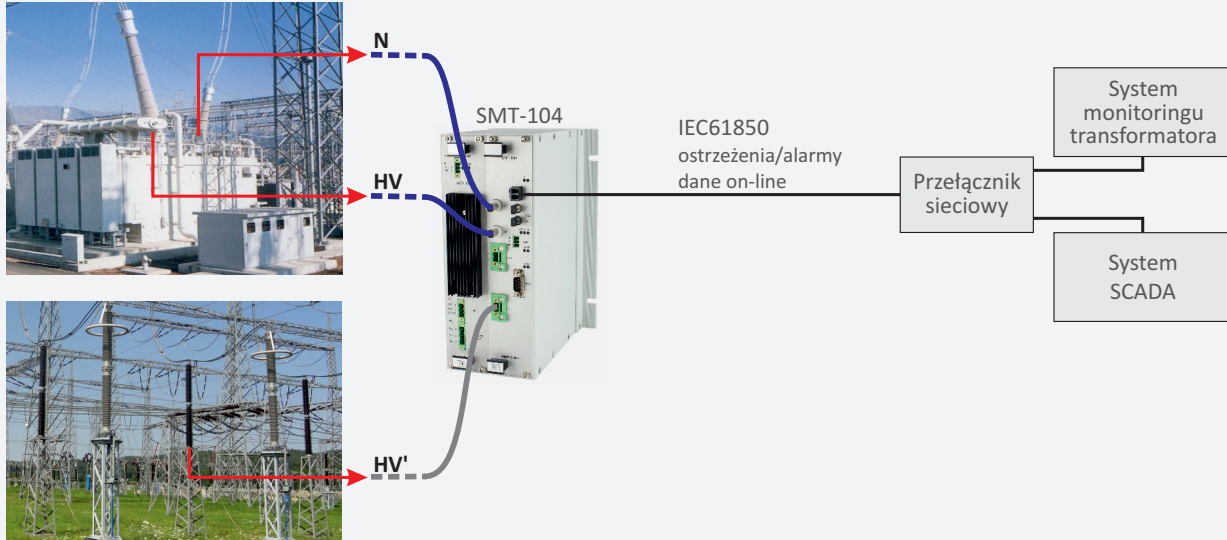 N
HV
HV'
SMT-104
IEC61850
ostrzeżenia/alarmy
dane on-line
Przełącznik
sieciowy
System
monitoringu
transformatora
System
SCADA